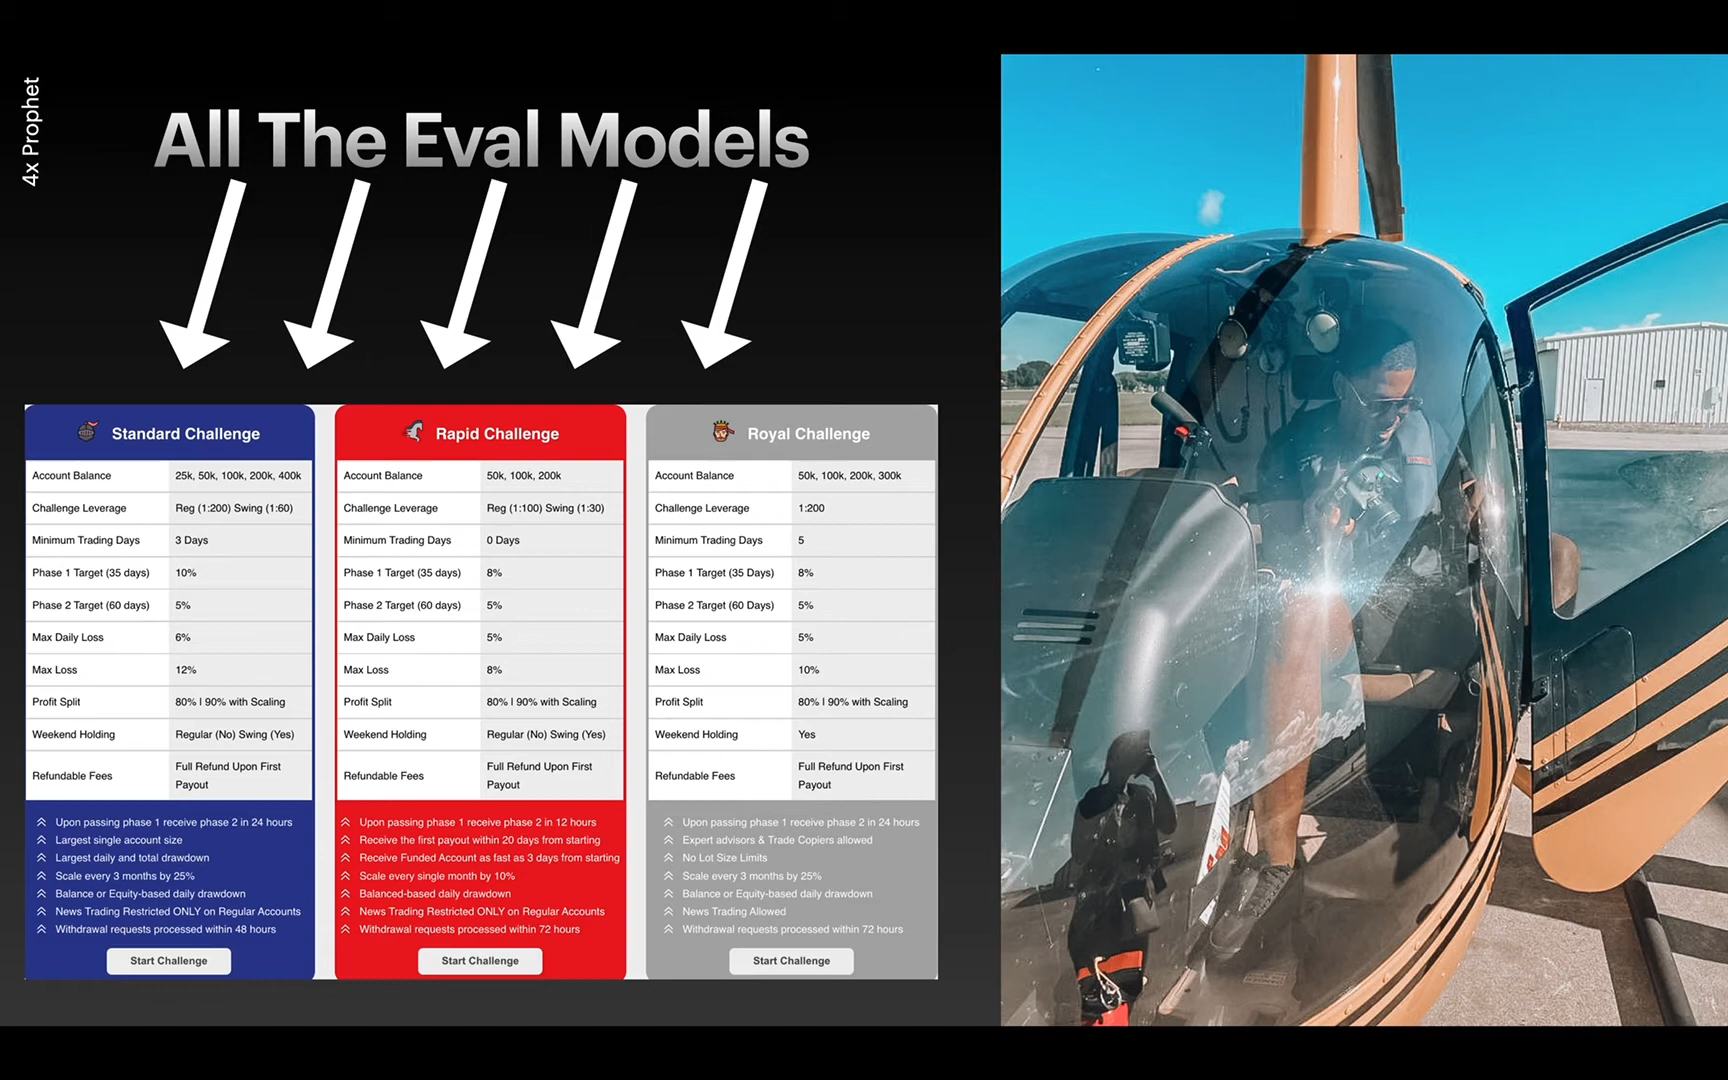 4x Prophet
All The Eval Models
Standard Challenge
Account Balance 25k, 50k, 100k, 200k, 400k
Challenge Leverage Reg (1:200) Swing (1:60)
Minimum Trading Days 3 Days
Phase 1 Target (35 days) 10%
Phase 2 Target (60 days) 5%
Max Daily Loss 6%
Max Loss 12%
Profit Split 80% | 90% with Scaling
Weekend Holding Regular (No) Swing (Yes)
Refundable Fees Full Refund Upon First
Payout
Upon passing phase 1 receive phase 2 in 24 hours
Largest single account size
Largest daily and total drawdown
Scale every 3 months by 25%
Balance or Equity-based daily drawdown
News Trading Restricted ONLY on Regular Accounts
Withdrawal requests processed within 48 hours
Start Challenge
Rapid Challenge
Account Balance 50k, 100k, 200k
Challenge Leverage Reg (1:100) Swing (1:30)
Minimum Trading Days 0 Days
Phase 1 Target (35 days) 8%
Phase 2 Target (60 days) 5%
Max Daily Loss 5%
Max Loss 8%
Profit Split 80% | 90% with Scaling
Weekend Holding Regular (No) Swing (Yes)
Refundable Fees Full Refund Upon First
Payout
Upon passing phase 1 receive phase 2 in 12 hours
Receive the first payout within 20 days from starting
Receive Funded Account as fast as 3 days from starting
Scale every single month by 10%
Balanced-based daily drawdown
News Trading Restricted ONLY on Regular Accounts
Withdrawal requests processed within 72 hours
Start Challenge
Royal Challenge
Account Balance 50k, 100k, 200k, 300k
Challenge Leverage 1:200
Minimum Trading Days 5
Phase 1 Target (35 Days) 8%
Phase 2 Target (60 Days) 5%
Max Daily Loss 5%
Max Loss 10%
Profit Split 80% | 90% with Scaling
Weekend Holding Yes
Refundable Fees Full Refund Upon First
Payout
Upon passing phase 1 receive phase 2 in 24 hours
Expert advisors & Trade Copiers allowed
No Lot Size Limits
Scale every 3 months by 25%
Balance or Equity-based daily drawdown
News Trading Allowed
Withdrawal requests processed within 72 hours
Start Challenge